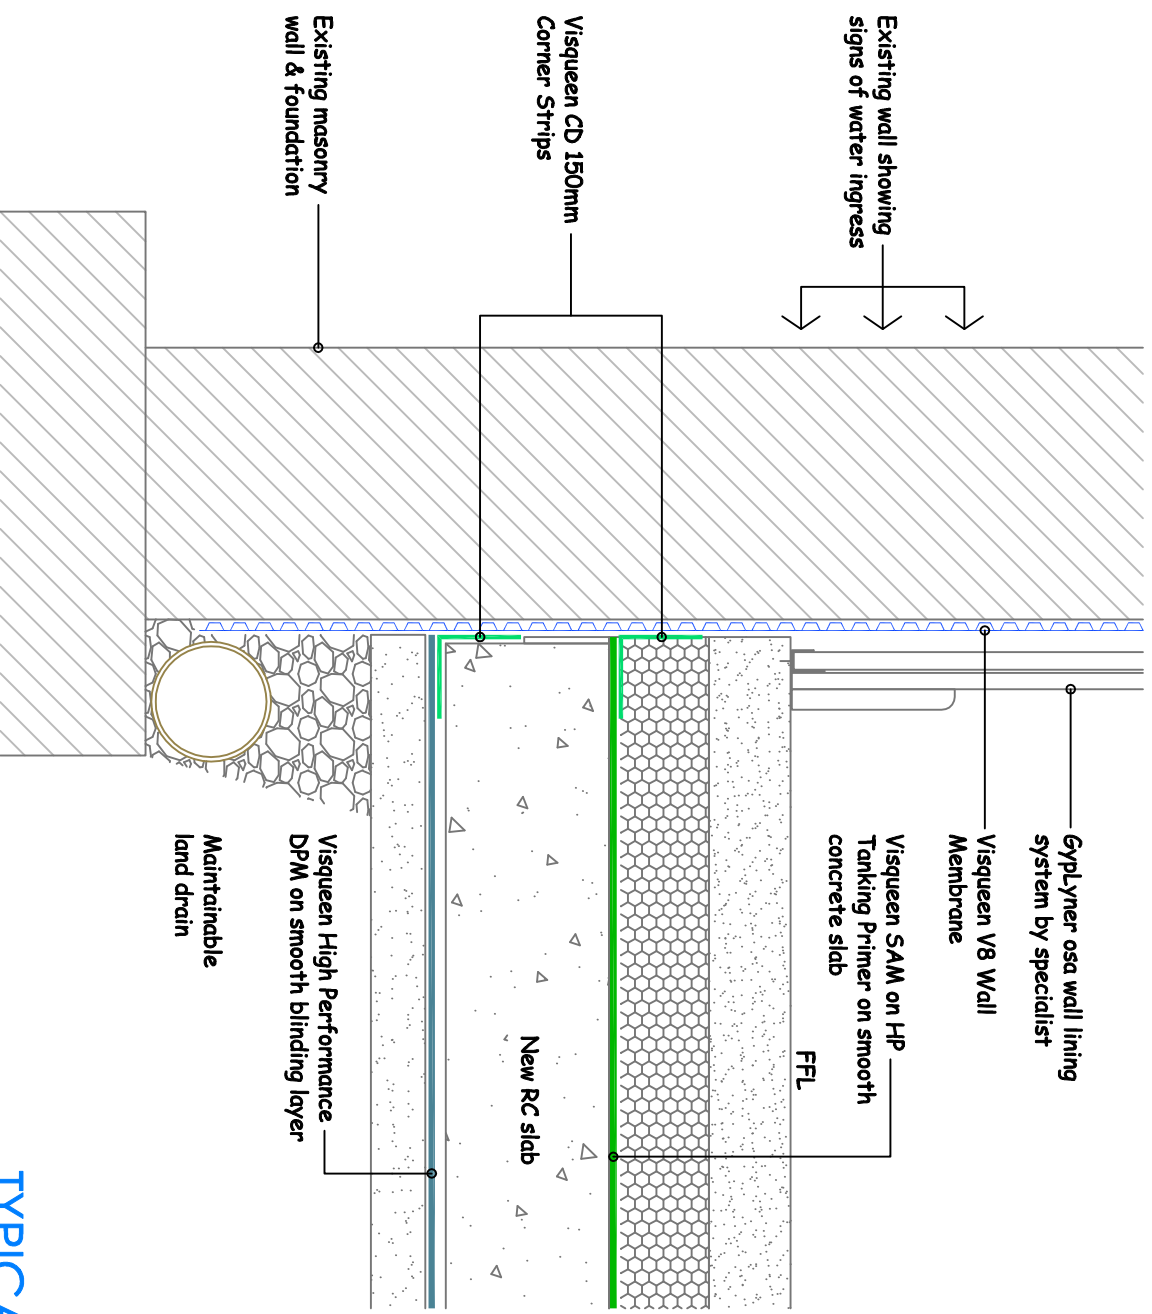 Existing wall showing
signs of water ingress
Visqueen CD 150mm
Corner Strips
Existing masonry
wall & foundation
GypLyner osa wall lining
system by specialist
Visqueen V8 Wall
Membrane
Visqueen SAM on HP
Tanking Primer on smooth
concrete slab
FFL
New RC slab
Visqueen High Performance
DPM on smooth blinding layer
Maintainable
land drain